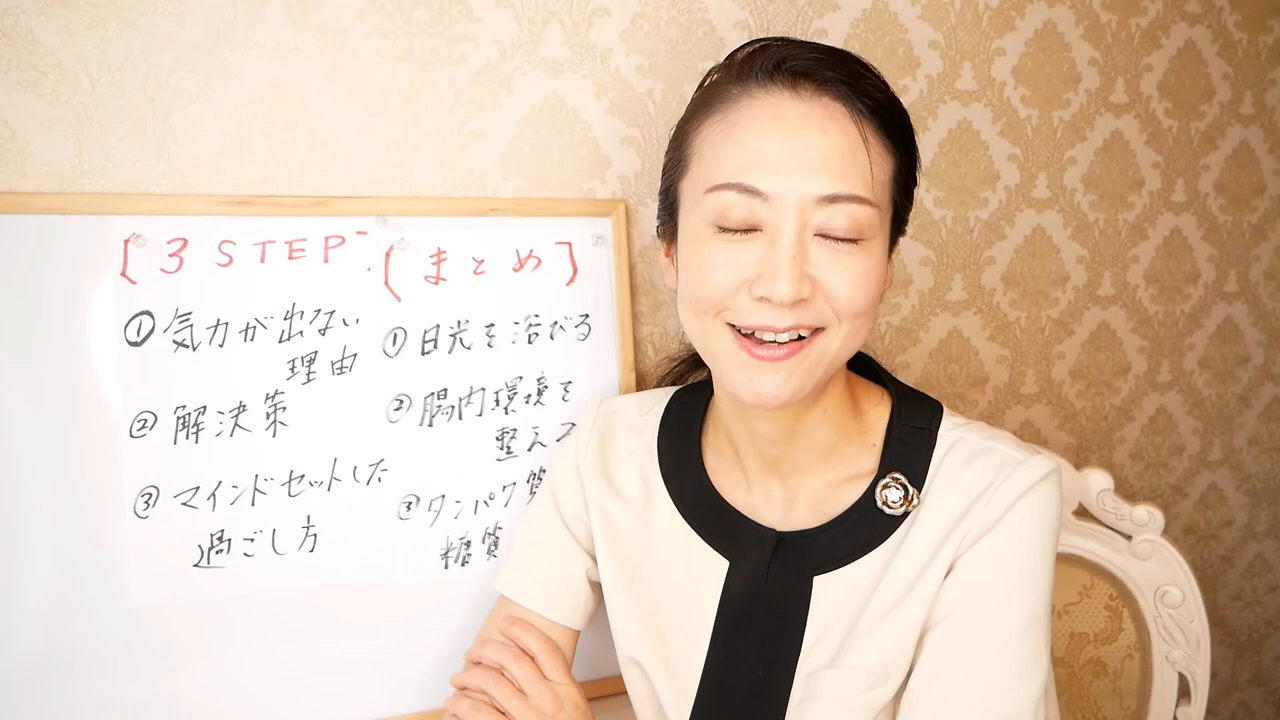 [3 STEP]
① 気力が出ない
理由
② 解決策
③ マインドセットした
過ごし方
[まとめ]
① 日光を浴びる
② 腸内環境を
整える
③ タンパク質
糖質